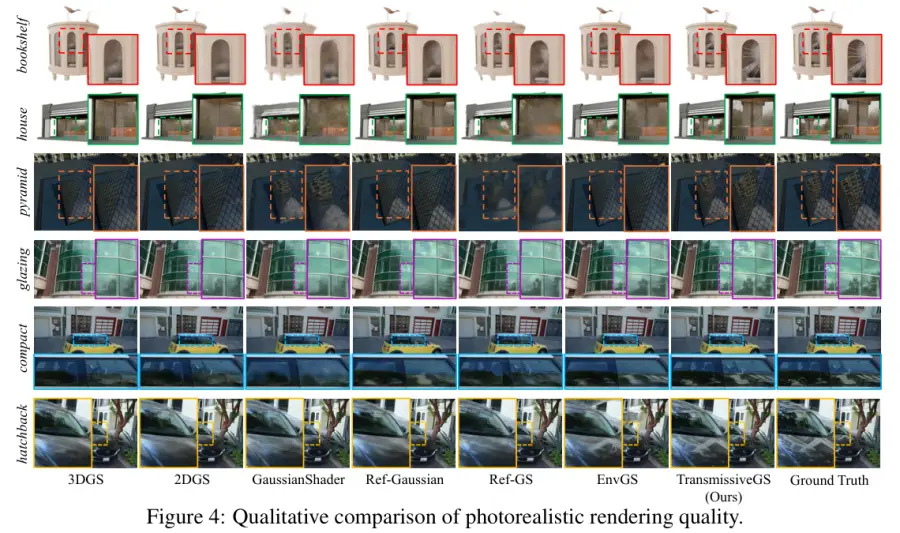 bookshelf
house
pyramid
glazing
compact
hatchback
3DGS 2DGS GaussianShader Ref-Gaussian Ref-GS EnvGS TransmissiveGS (Ours) Ground Truth
Figure 4: Qualitative comparison of photorealistic rendering quality.